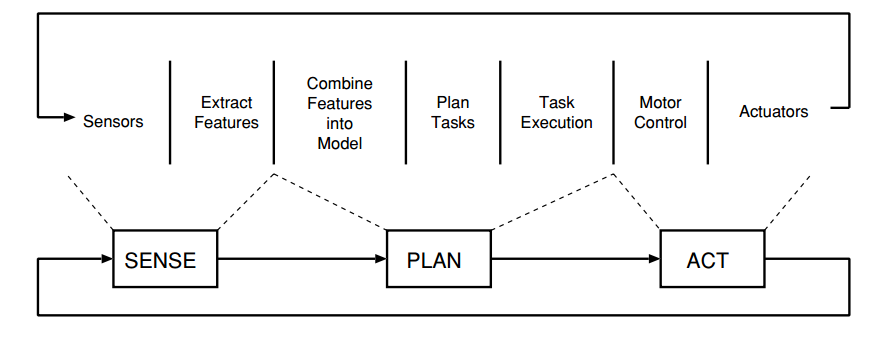 Sensors
Extract
Features
Combine
Features
into
Model
Plan
Tasks
Task
Execution
Motor
Control
Actuators
SENSE
PLAN
ACT